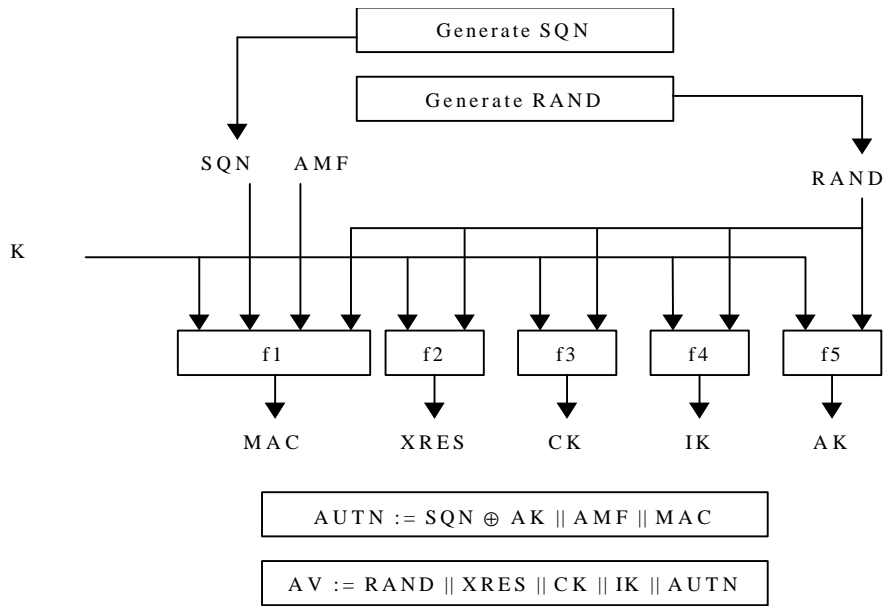 Generate SQN
Generate RAND
SQN AMF
RAND
K
f1 f2 f3 f4 f5
MAC XRES CK IK AK
AUTN := SQN ⊕ AK || AMF || MAC
AV := RAND || XRES || CK || IK || AUTN